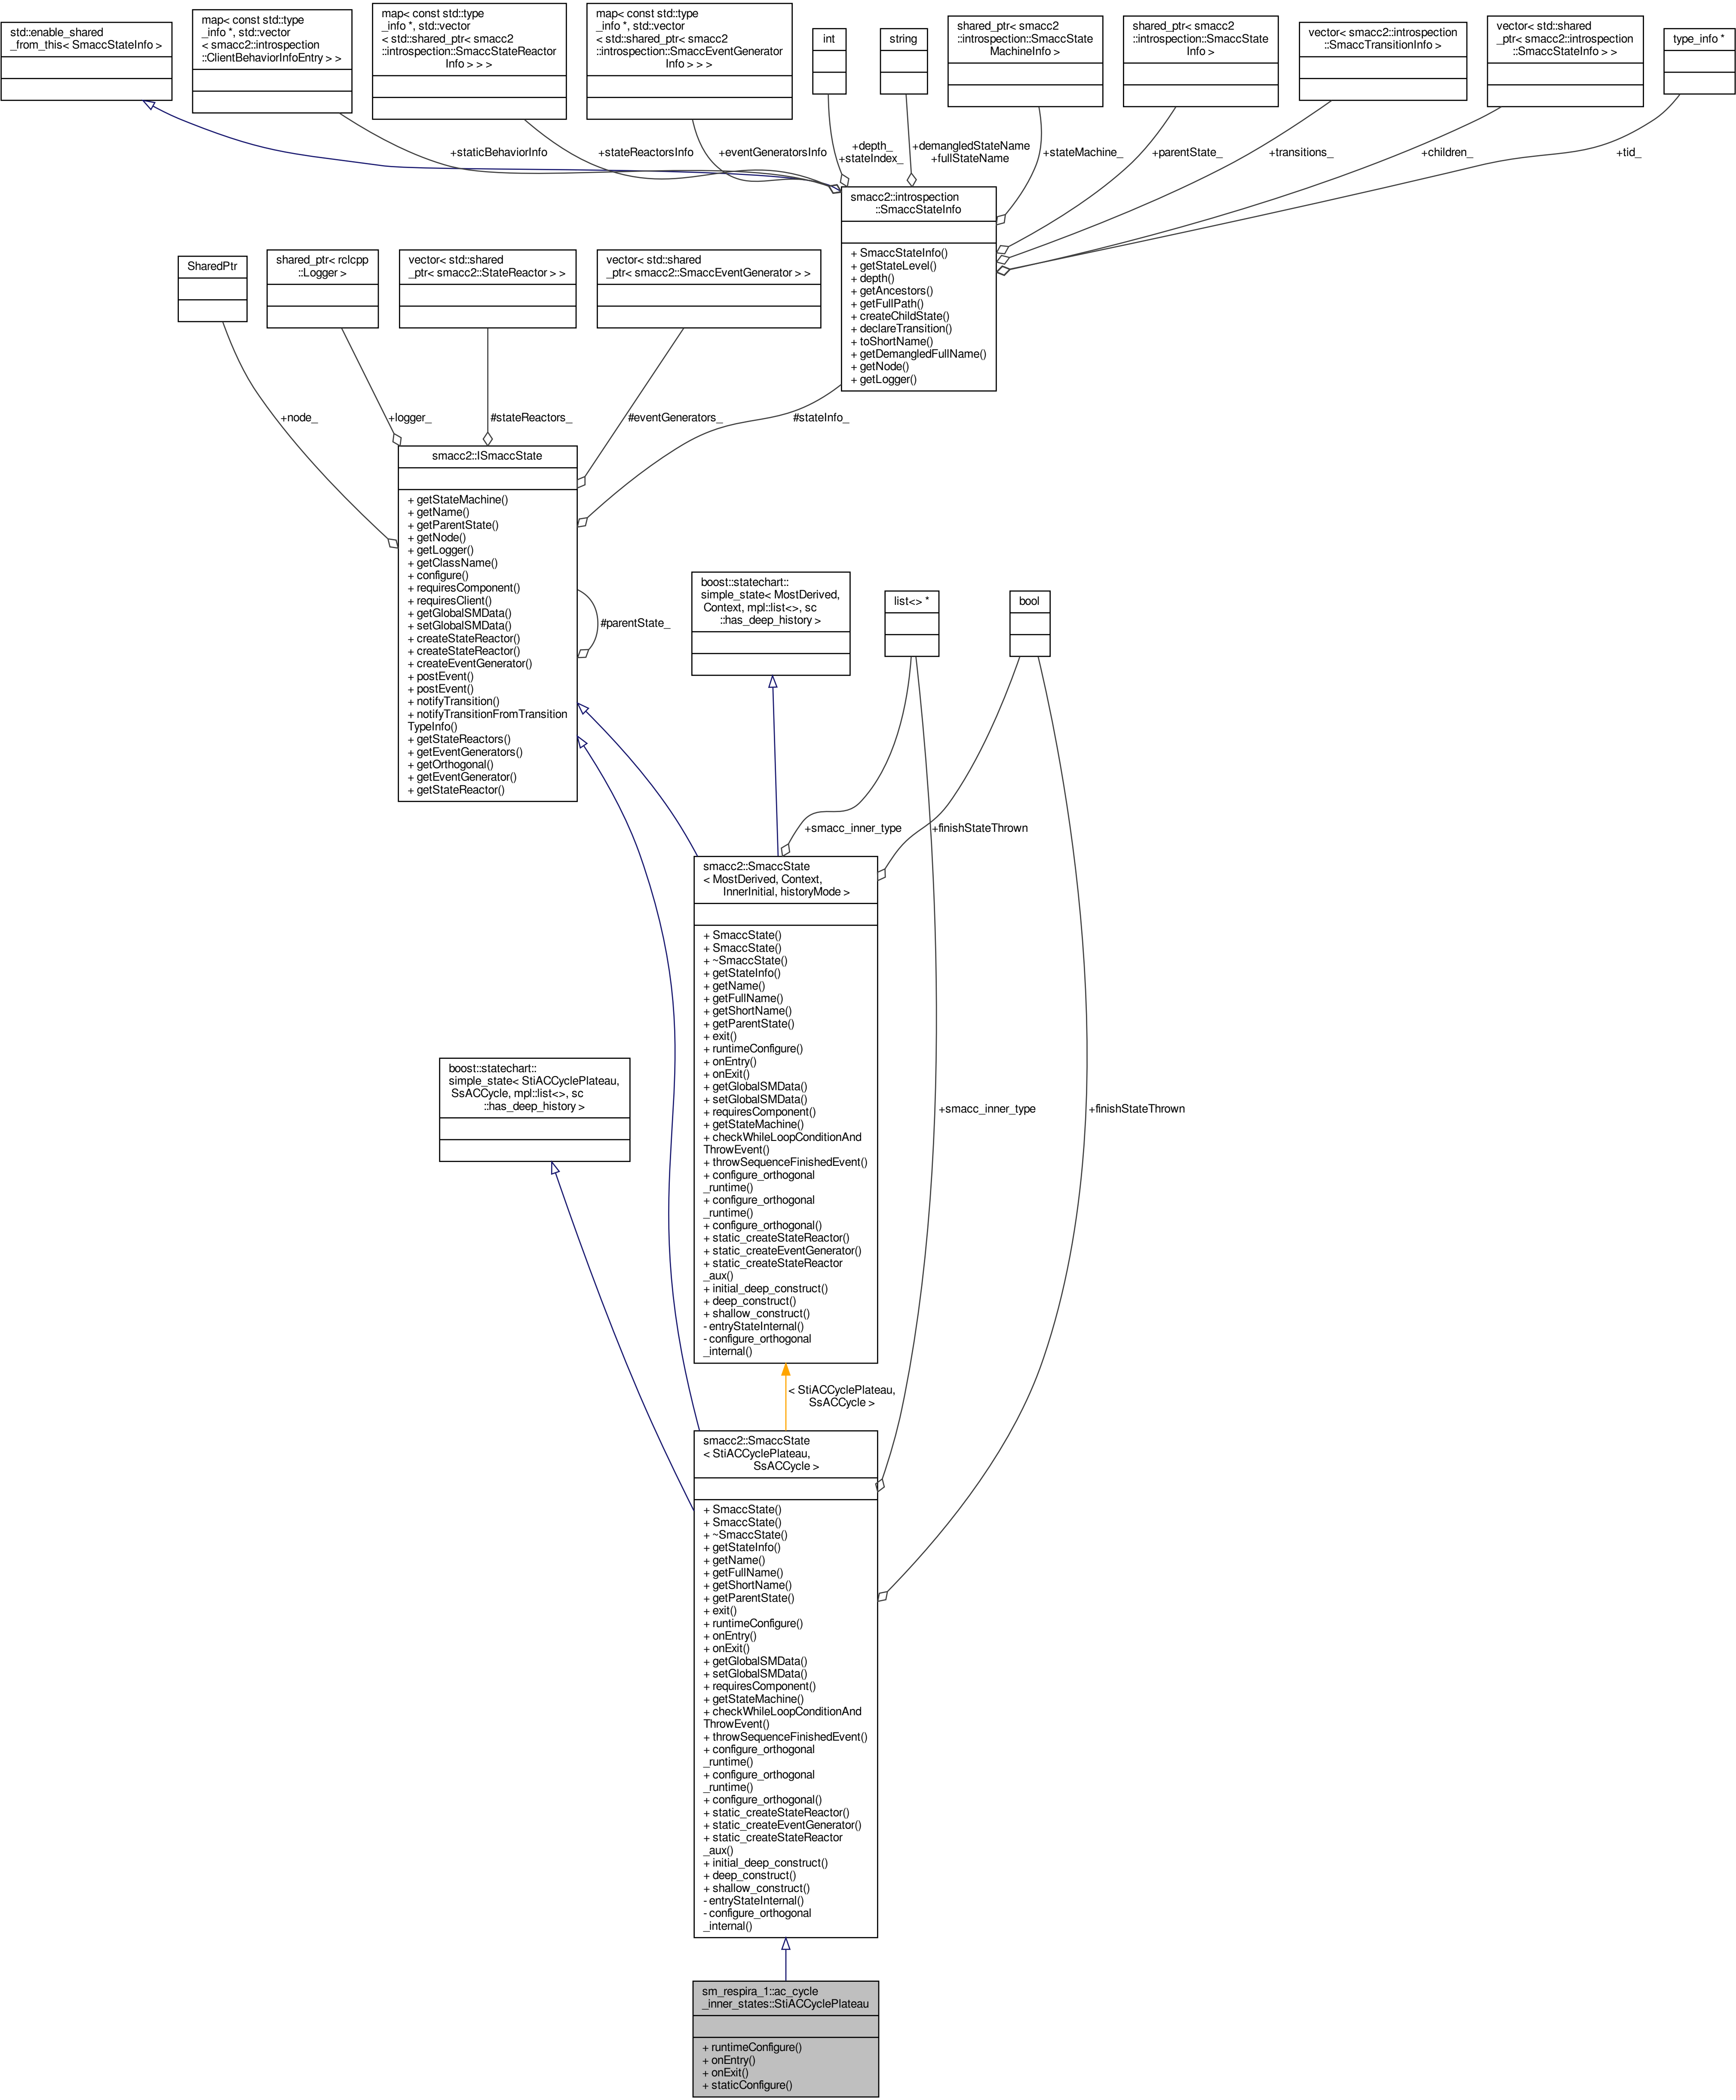 std::enable_shared
_from_this< SmaccStateInfo >
map< const std::type
_info *, std::vector
< smacc2::introspection
::ClientBehaviorInfoEntry > >
map< const std::type
_info *, std::vector
< std::shared_ptr< smacc2
::introspection::SmaccStateReactor
Info > > >
map< const std::type
_info *, std::vector
< std::shared_ptr< smacc2
::introspection::SmaccEventGenerator
Info > > >
int
string
shared_ptr< smacc2
::introspection::SmaccState
MachineInfo >
shared_ptr< smacc2
::introspection::SmaccState
Info >
vector< smacc2::introspection
::SmaccTransitionInfo >
vector< std::shared
_ptr< smacc2::introspection
::SmaccStateInfo > >
type_info *
+staticBehaviorInfo
+stateReactorsInfo
+eventGeneratorsInfo
+depth_
+stateIndex_
+demangledStateName
+fullStateName
+stateMachine_
+parentState_
+transitions_
+children_
+tid_
smacc2::introspection
::SmaccStateInfo
+ SmaccStateInfo()
+ getStateLevel()
+ depth()
+ getAncestors()
+ getFullPath()
+ createChildState()
+ declareTransition()
+ toShortName()
+ getDemangledFullName()
+ getNode()
+ getLogger()
SharedPtr
shared_ptr< rclcpp
::Logger >
vector< std::shared
_ptr< smacc2::StateReactor > >
vector< std::shared
_ptr< smacc2::SmaccEventGenerator > >
+node_
+logger_
#stateReactors_
#eventGenerators_
#stateInfo_
smacc2::ISmaccState
+ getStateMachine()
+ getName()
+ getParentState()
+ getNode()
+ getLogger()
+ getClassName()
+ configure()
+ requiresComponent()
+ requiresClient()
+ getGlobalSMData()
+ setGlobalSMData()
+ createStateReactor()
+ createStateReactor()
+ createEventGenerator()
+ postEvent()
+ postEvent()
+ notifyTransition()
+ notifyTransitionFromTransition
TypeInfo()
+ getStateReactors()
+ getEventGenerators()
+ getOrthogonal()
+ getEventGenerator()
+ getStateReactor()
#parentState_
boost::statechart::
simple_state< MostDerived,
Context, mpl::list<>, sc
::has_deep_history >
list<> *
bool
+smacc_inner_type
+finishStateThrown
smacc2::SmaccState
< MostDerived, Context,
InnerInitial, historyMode >
+ SmaccState()
+ SmaccState()
+ ~SmaccState()
+ getStateInfo()
+ getName()
+ getFullName()
+ getShortName()
+ getParentState()
+ exit()
+ runtimeConfigure()
+ onEntry()
+ onExit()
+ getGlobalSMData()
+ setGlobalSMData()
+ requiresComponent()
+ getStateMachine()
+ checkWhileLoopConditionAnd
ThrowEvent()
+ throwSequenceFinishedEvent()
+ configure_orthogonal
_runtime()
+ configure_orthogonal
_runtime()
+ configure_orthogonal()
+ static_createStateReactor()
+ static_createEventGenerator()
+ static_createStateReactor
_aux()
+ initial_deep_construct()
+ deep_construct()
+ shallow_construct()
- entryStateInternal()
- configure_orthogonal
_internal()
boost::statechart::
simple_state< StiACCyclePlateau,
SsACCycle, mpl::list<>, sc
::has_deep_history >
+smacc_inner_type
+finishStateThrown
< StiACCyclePlateau,
SsACCycle >
smacc2::SmaccState
< StiACCyclePlateau,
SsACCycle >
+ SmaccState()
+ SmaccState()
+ ~SmaccState()
+ getStateInfo()
+ getName()
+ getFullName()
+ getShortName()
+ getParentState()
+ exit()
+ runtimeConfigure()
+ onEntry()
+ onExit()
+ getGlobalSMData()
+ setGlobalSMData()
+ requiresComponent()
+ getStateMachine()
+ checkWhileLoopConditionAnd
ThrowEvent()
+ throwSequenceFinishedEvent()
+ configure_orthogonal
_runtime()
+ configure_orthogonal
_runtime()
+ configure_orthogonal()
+ static_createStateReactor()
+ static_createEventGenerator()
+ static_createStateReactor
_aux()
+ initial_deep_construct()
+ deep_construct()
+ shallow_construct()
- entryStateInternal()
- configure_orthogonal
_internal()
sm_respira_1::ac_cycle
_inner_states::StiACCyclePlateau
+ runtimeConfigure()
+ onEntry()
+ onExit()
+ staticConfigure()